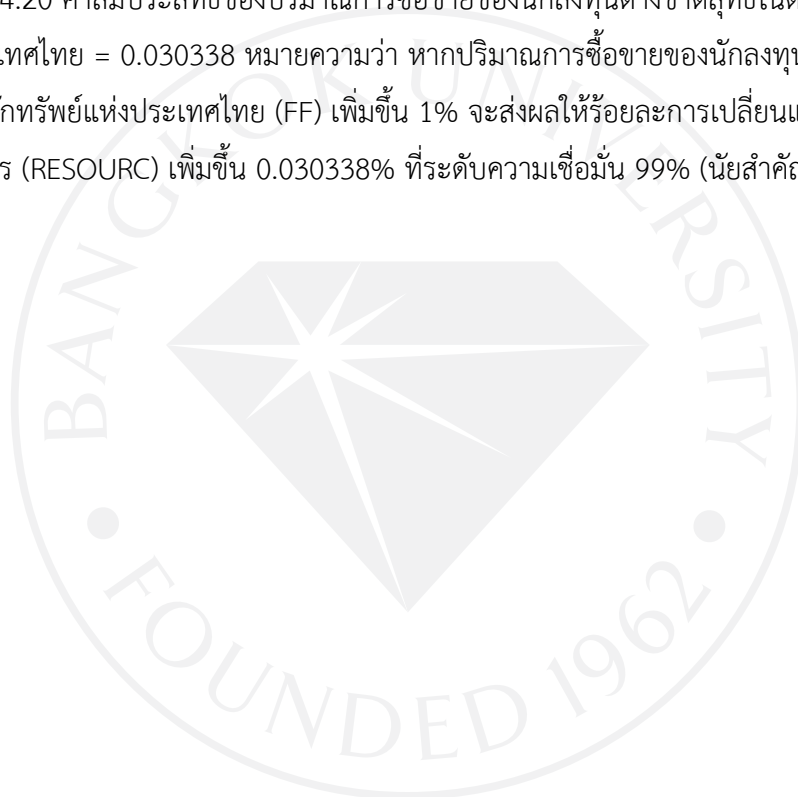 4.20 ค่าสัมประสิทธิ์ของปริมาณการซื้อขายของนักลงทุนต่างชาติสุทธิในต
เทศไทย = 0.030338 หมายความว่า หากปริมาณการซื้อขายของนักลงทุน
ักทรัพย์แห่งประเทศไทย (FF) เพิ่มขึ้น 1% จะส่งผลให้ร้อยละการเปลี่ยนแ
ร (RESOURC) เพิ่มขึ้น 0.030338% ที่ระดับความเชื่อมั่น 99% (นัยสำคัญ
BANGKOK UNIVERSITY
FOUNDED 1962